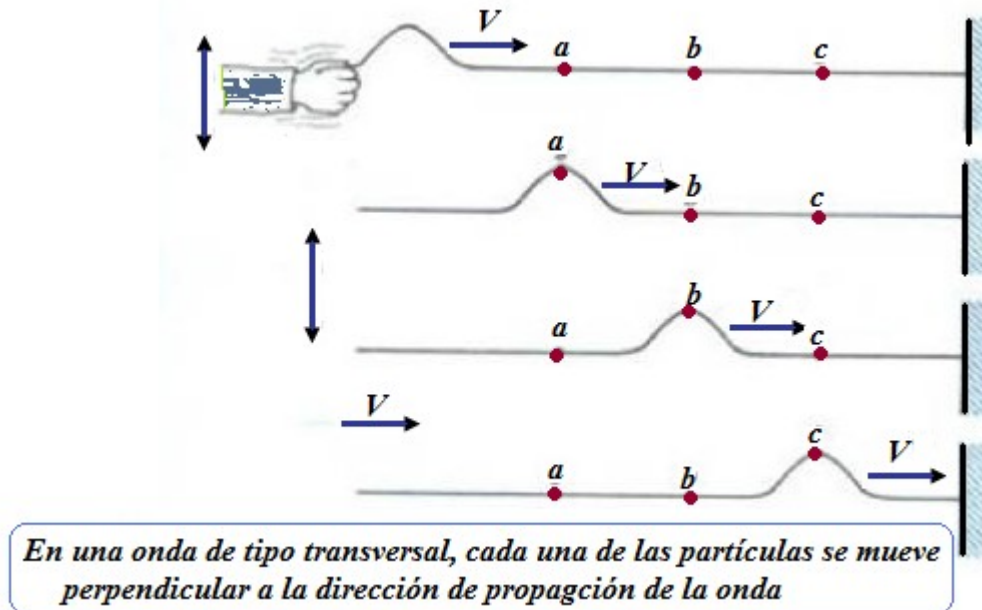 V
a b c
a
V b c
b
V
a c
V
c
V
a b
En una onda de tipo transversal, cada una de las partículas se mueve
perpendicular a la dirección de propagción de la onda